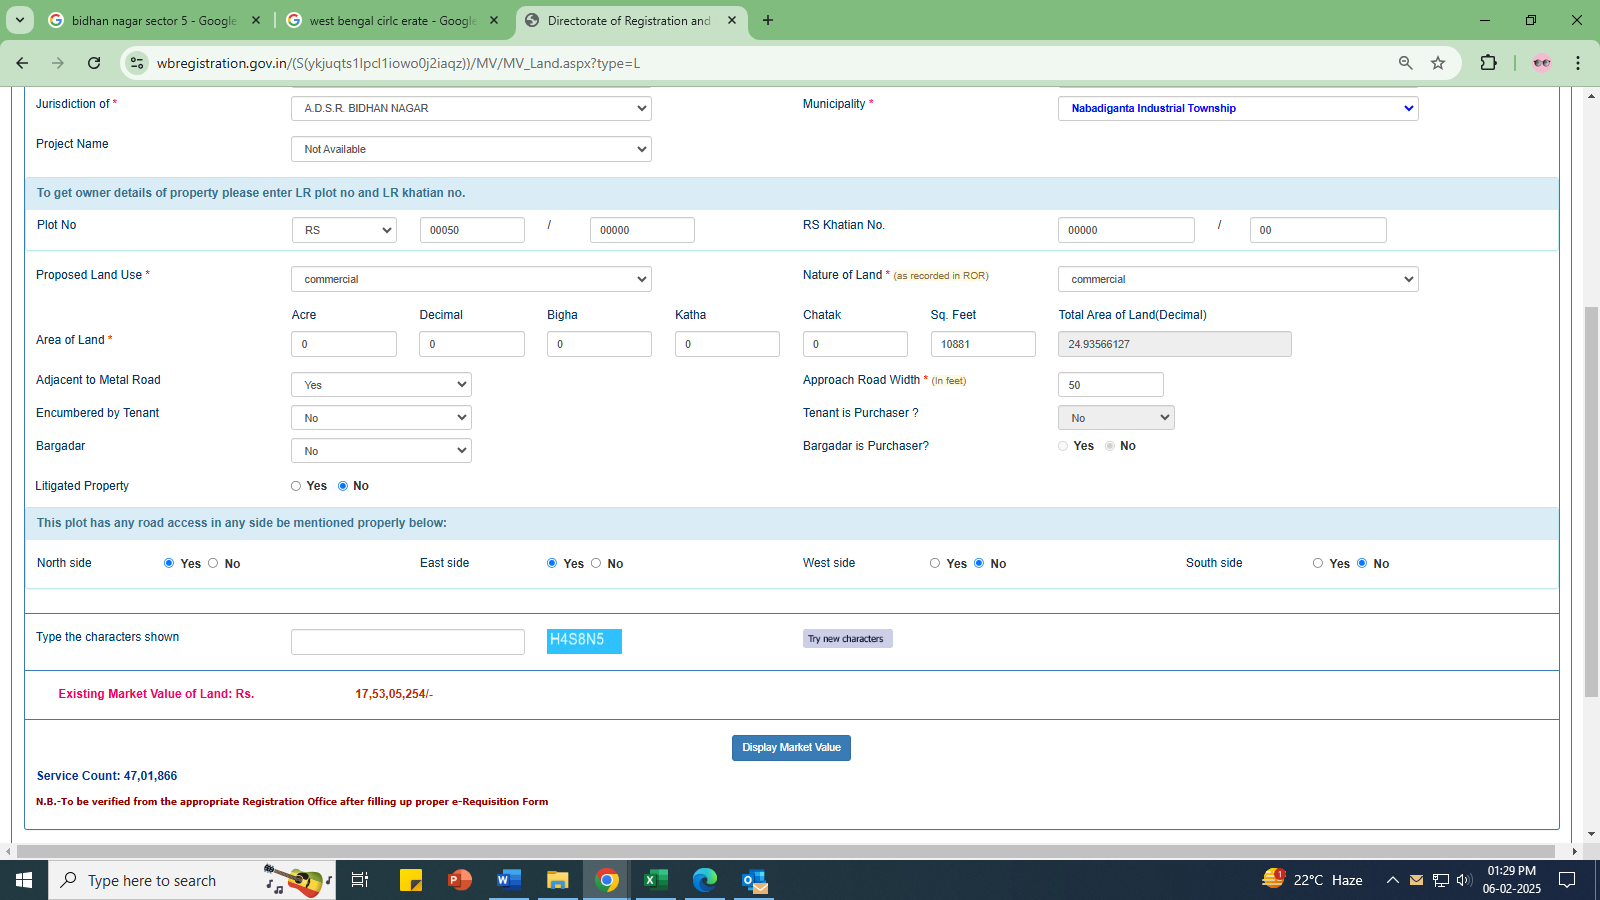 bidhan nagar sector 5 - Google
west bengal cirlc erate - Google
Directorate of Registration and
wbregistration.gov.in/(S(ykjuqts1lpcl1iowo0j2iaqz))/MV/MV_Land.aspx?type=L
Jurisdiction of * A.D.S.R. BIDHAN NAGAR Municipality * Nabadiganta Industrial Township
Project Name Not Available
To get owner details of property please enter LR plot no and LR khatian no.
Plot No RS 00050 / 00000 RS Khatian No. 00000 / 00
Proposed Land Use * commercial Nature of Land * (as recorded in ROR) commercial
Acre Decimal Bigha Katha Chatak Sq. Feet Total Area of Land(Decimal)
Area of Land * 0 0 0 0 0 10881 24.93566127
Adjacent to Metal Road Yes Approach Road Width * (In feet) 50
Encumbered by Tenant No Tenant is Purchaser ? No
Bargadar No Bargadar is Purchaser? Yes No
Litigated Property Yes No
This plot has any road access in any side be mentioned properly below:
North side Yes No East side Yes No West side Yes No South side Yes No
Type the characters shown H4S8N5 Try new characters
Existing Market Value of Land: Rs. 17,53,05,254/-
Display Market Value
Service Count: 47,01,866
N.B.-To be verified from the appropriate Registration Office after filling up proper e-Requisition Form
Type here to search
1
22°C Haze
01:29 PM
06-02-2025